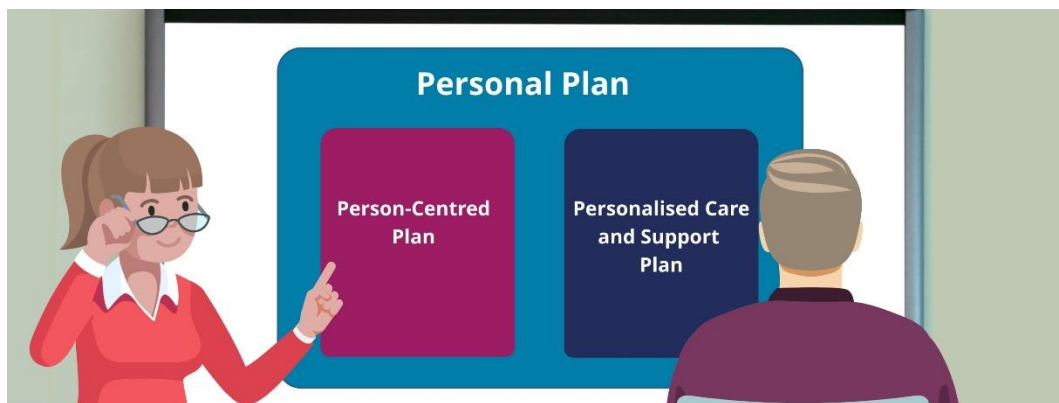 Personal Plan
Person-Centred
Plan
Personalised Care
and Support
Plan